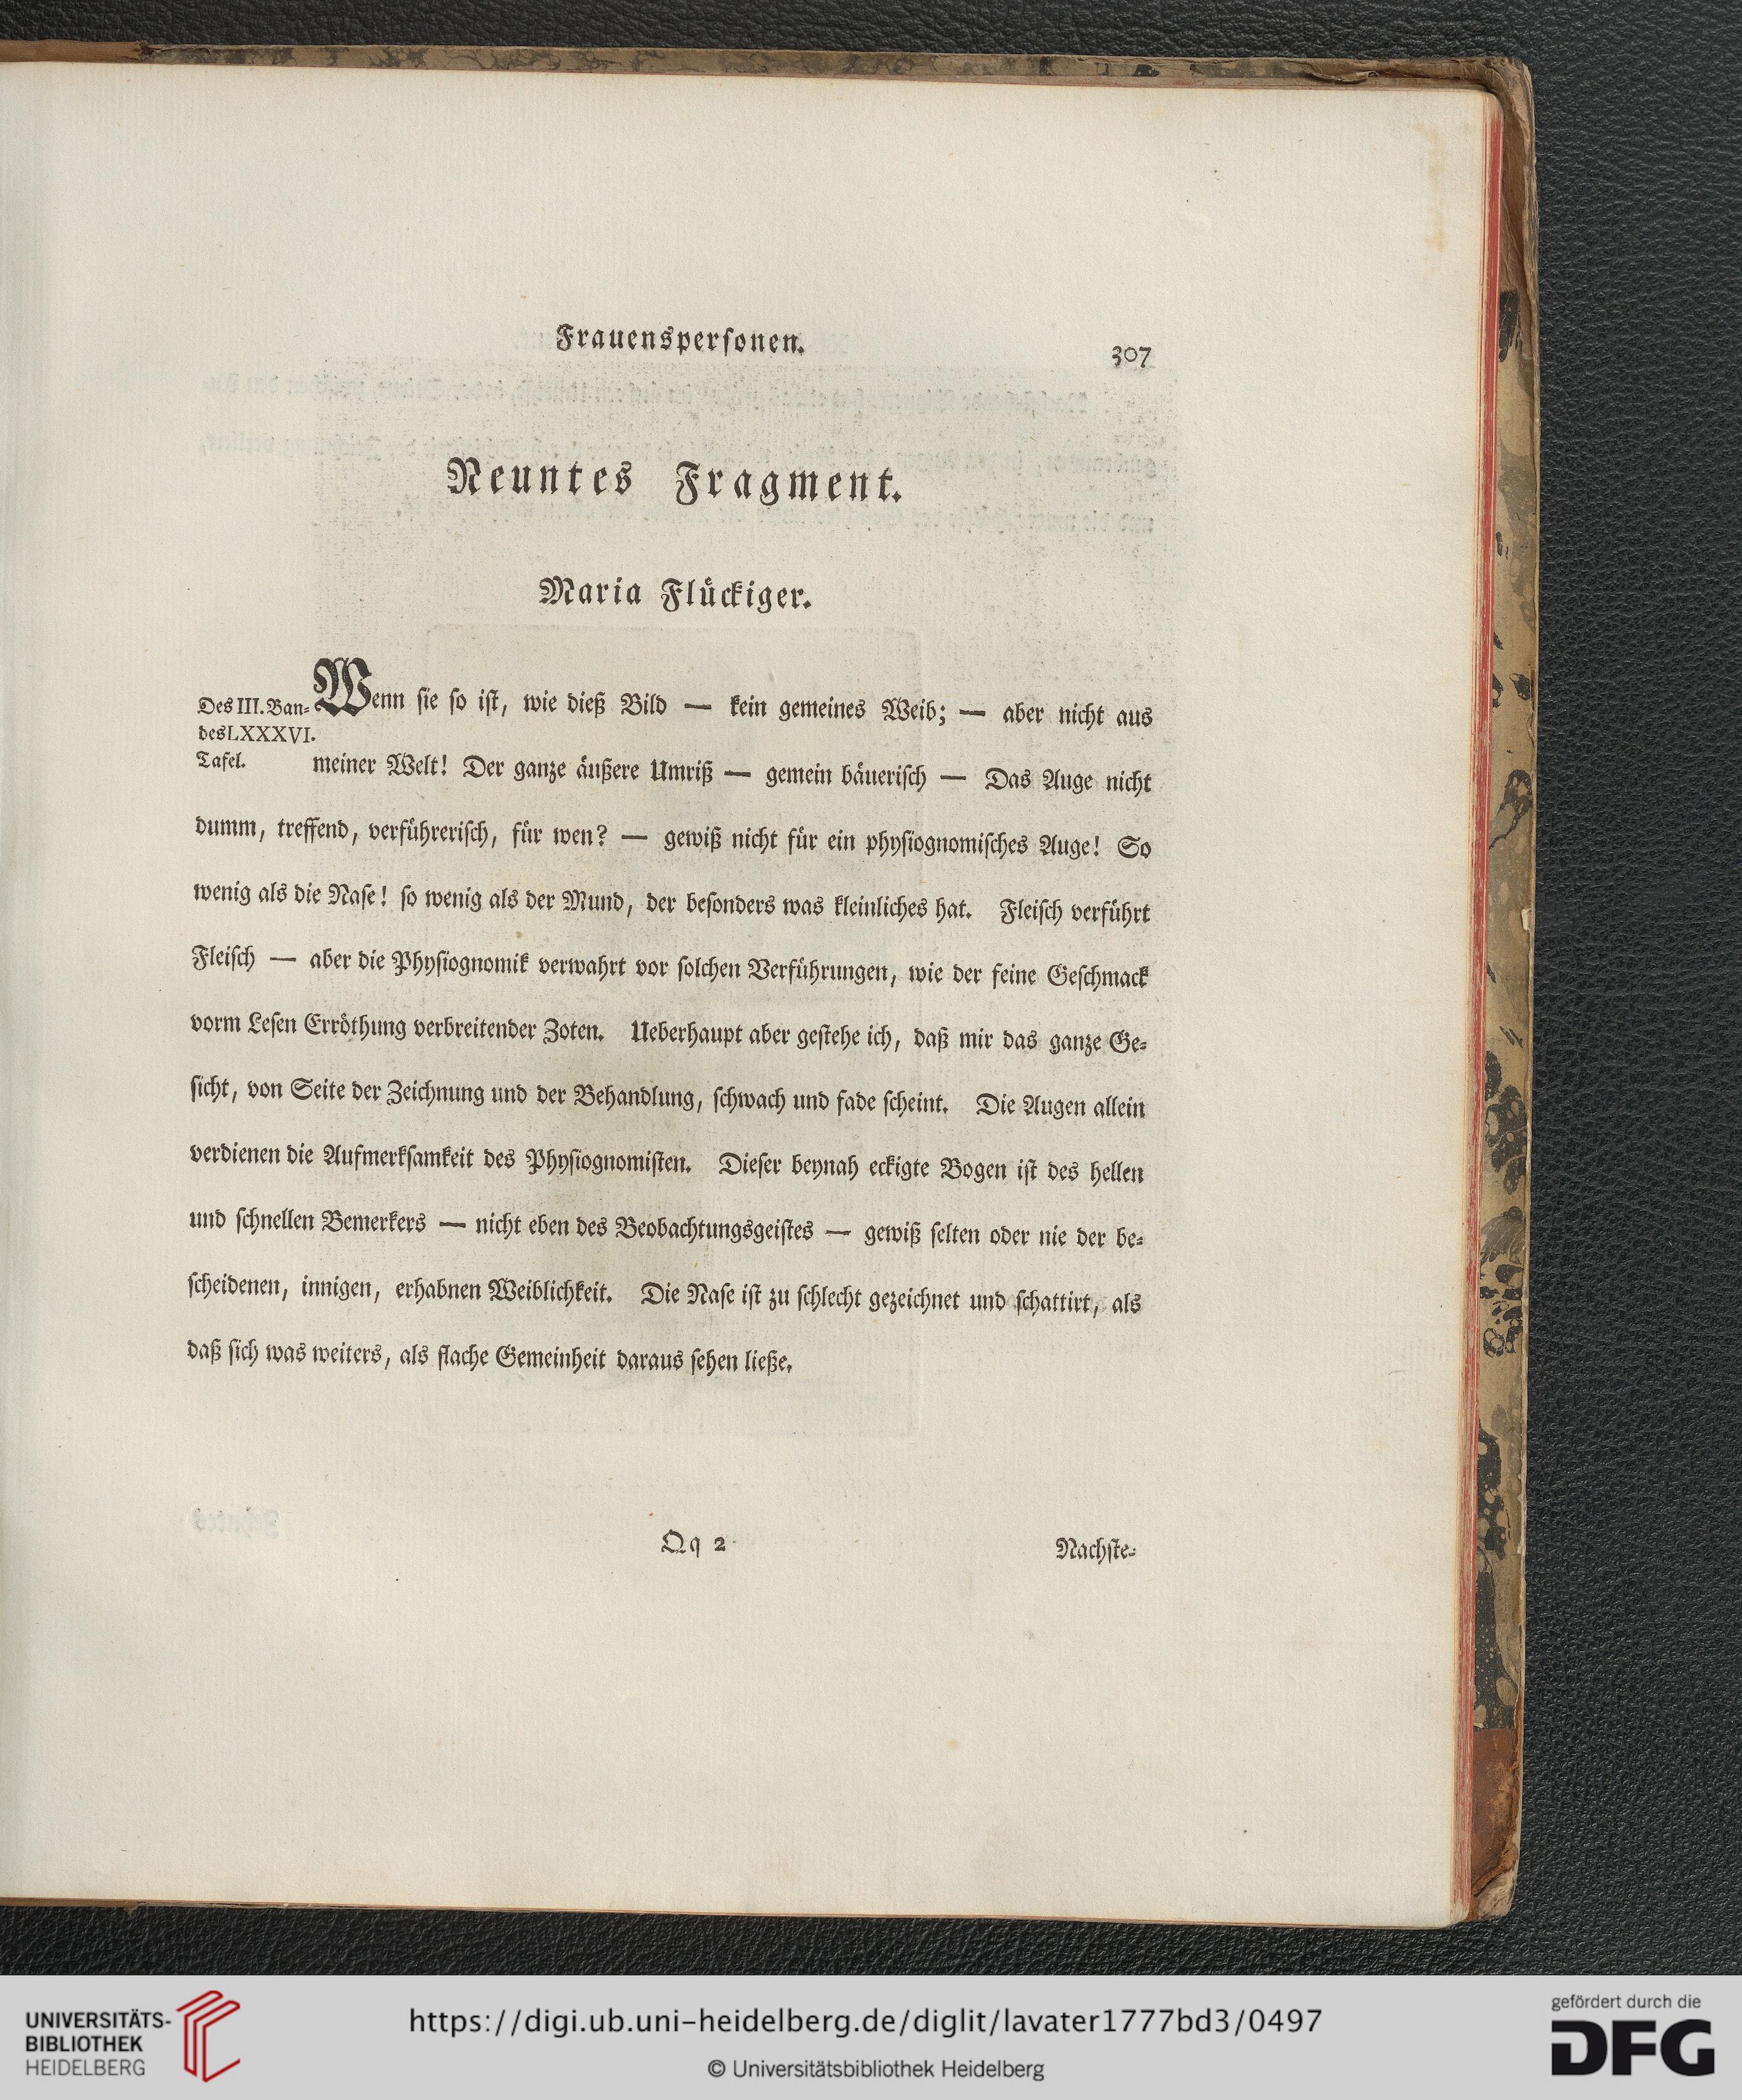 Frauenspersonen.
307
Neuntes Fragment.
Maria Flückiger.
Des III. Ban-
des LXXXVI.
Tafel.
Wenn sie so ist, wie dieß Bild — kein gemeines Weib; — aber nicht aus
meiner Welt! Der ganze äußere Umriß — gemein bäuerisch — Das Auge nicht
dumm, treffend, verführerisch, für wen? — gewiß nicht für ein physiognomisches Auge! So
wenig als die Nase! so wenig als der Mund, der besonders was kleinliches hat. Fleisch verführt
Fleisch — aber die Physiognomik verwahrt vor solchen Verführungen, wie der feine Geschmack
vorm Lesen Erröthung verbreitender Zoten. Ueberhaupt aber gestehe ich, daß mir das ganze Ge-
sicht, von Seite der Zeichnung und der Behandlung, schwach und fade scheint. Die Augen allein
verdienen die Aufmerksamkeit des Physiognomisten. Dieser beynah eckigte Bogen ist des hellen
und schnellen Bemerkers — nicht eben des Beobachtungsgeistes — gewiß selten oder nie der be-
scheidenen, innigen, erhabnen Weiblichkeit. Die Nase ist zu schlecht gezeichnet und schattirt, als
daß sich was weiters, als flache Gemeinheit daraus sehen ließe.
Qq 2
Nachste-
UNIVERSITÄTS-
BIBLIOTHEK
HEIDELBERG
https://digi.ub.uni-heidelberg.de/diglit/lavater1777bd3/0497
© Universitätsbibliothek Heidelberg
gefördert durch die
DFG